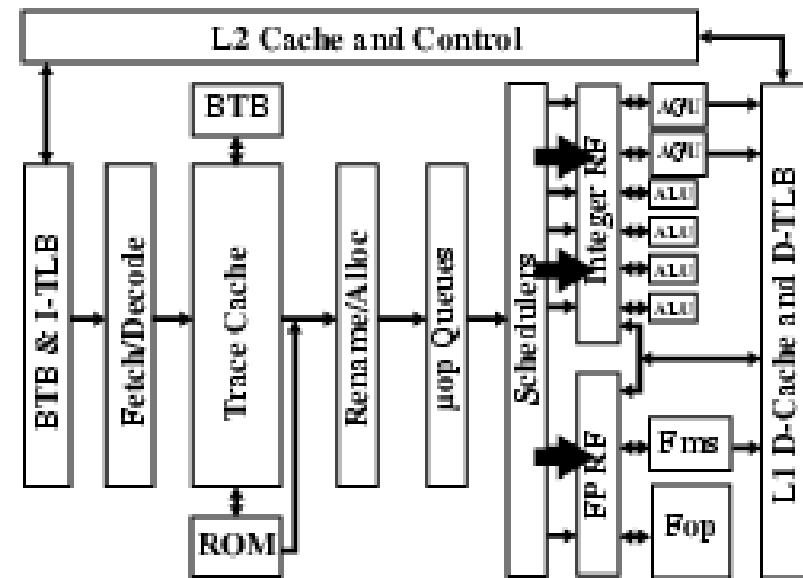 L2 Cache and Control
BTB
BTB & I-TLB
Fetch/Decode
Trace Cache
ROM
Rename/Alloc
µop Queues
Schedulers
Integer RF
FP RF
AGU
AGU
ALU
ALU
ALU
ALU
Fms
Fop
L1 D-Cache and D-TLB